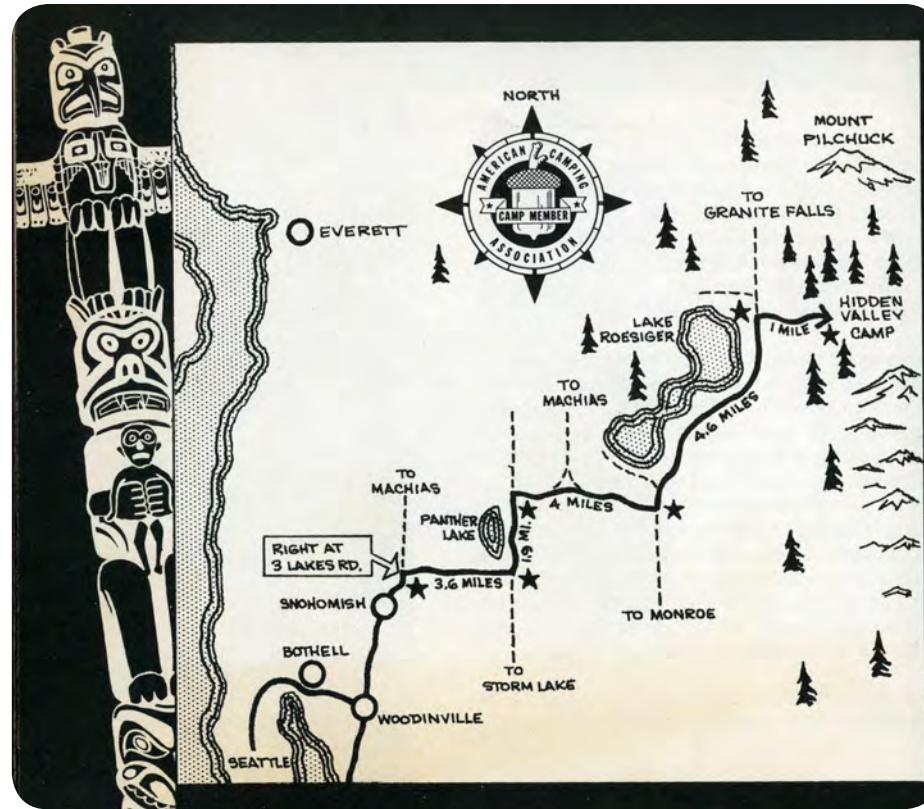 NORTH
AMERICAN CAMPING
CAMP MEMBER
ASSOCIATION
MOUNT
PILCHUCK
TO
GRANITE FALLS
EVERETT
LAKE
ROESIGER
1 MILE
HIDDEN
VALLEY
CAMP
TO
MACHIAS
4.6 MILES
TO
MACHIAS
4 MILES
PANTHER
LAKE
1.9 MI.
RIGHT AT
3 LAKES RD.
3.6 MILES
SNOHOMISH
TO MONROE
BOTHELL
TO
STORM LAKE
WOODINVILLE
SEATTLE